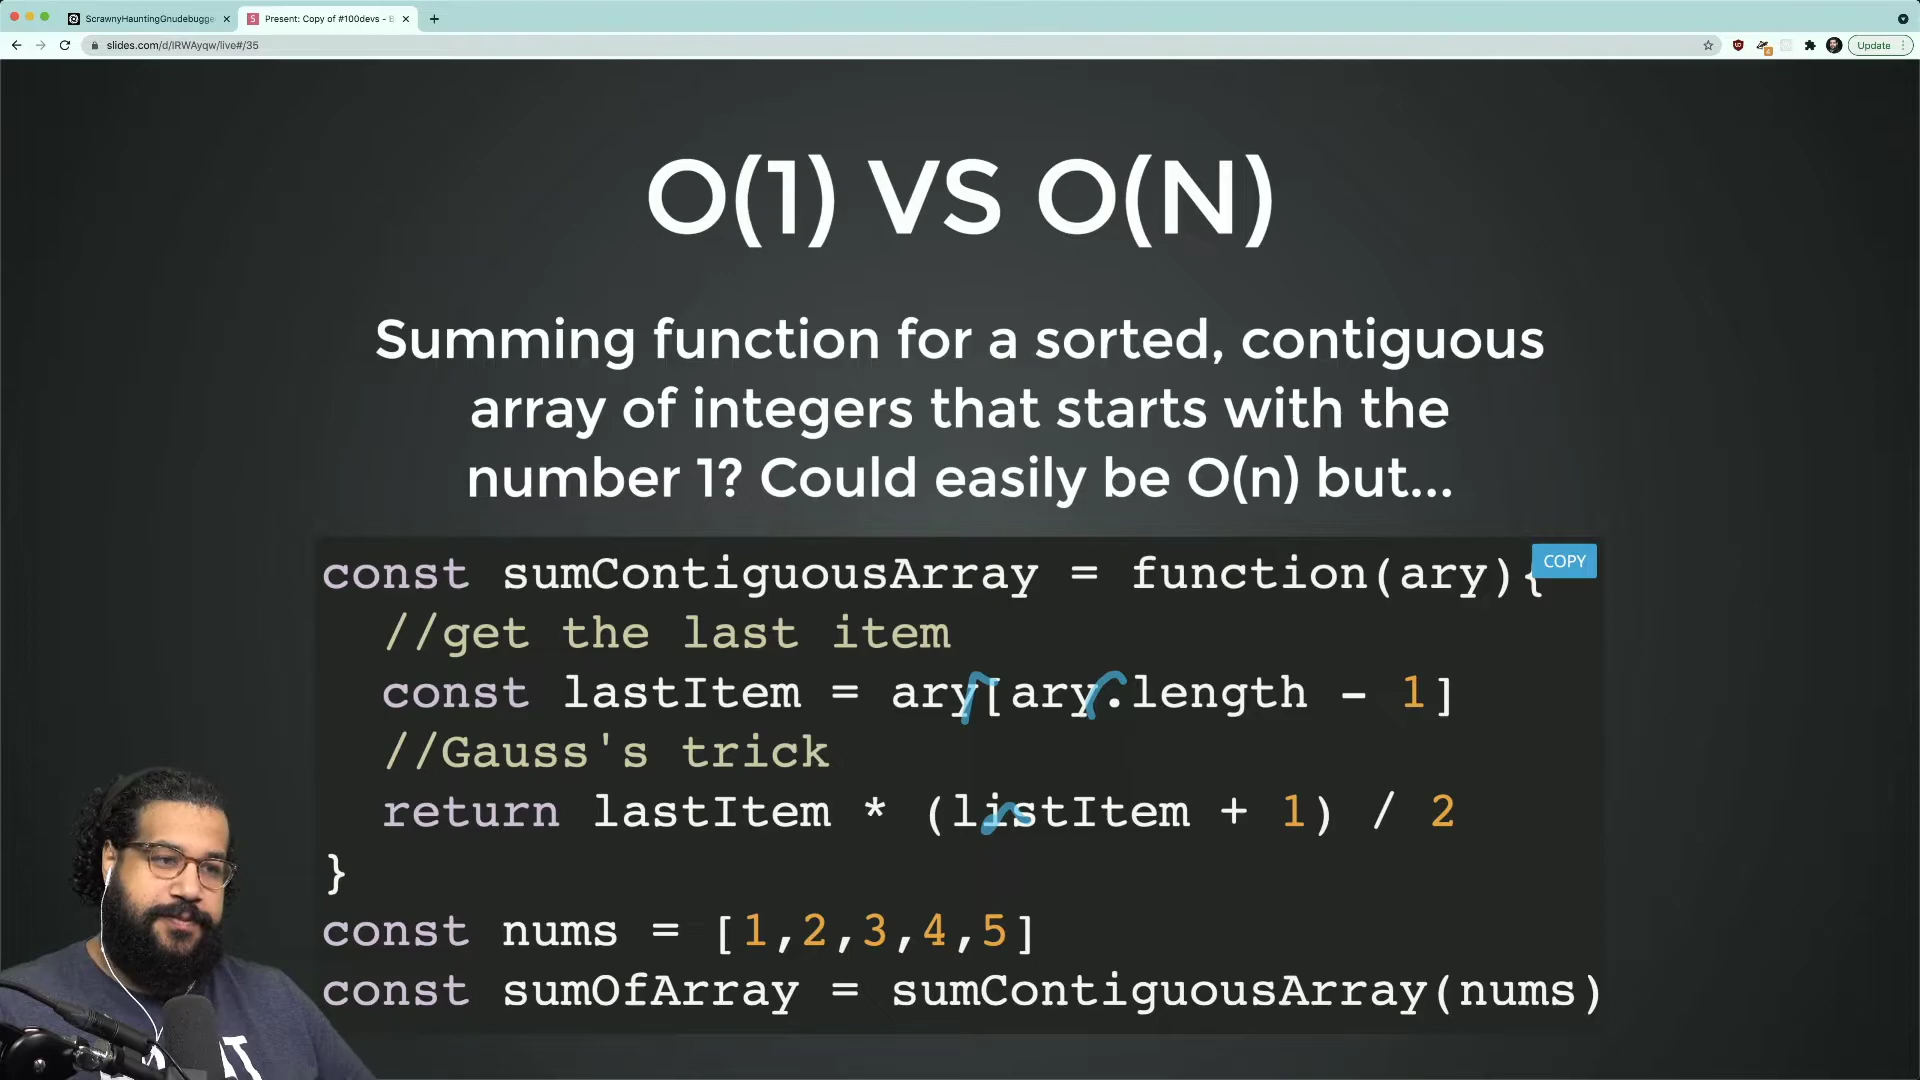 ScrawnyHauntingGnudebugge
Present: Copy of #100devs -
slides.com/d/IRWAyqw/live#/35
Update
O(1) VS O(N)
Summing function for a sorted, contiguous
array of integers that starts with the
number 1? Could easily be O(n) but...
const sumContiguousArray = function(ary){
COPY
//get the last item
const lastItem = ary[ary.length - 1]
//Gauss's trick
return lastItem * (listItem + 1) / 2
}
const nums = [1,2,3,4,5]
const sumOfArray = sumContiguousArray(nums)